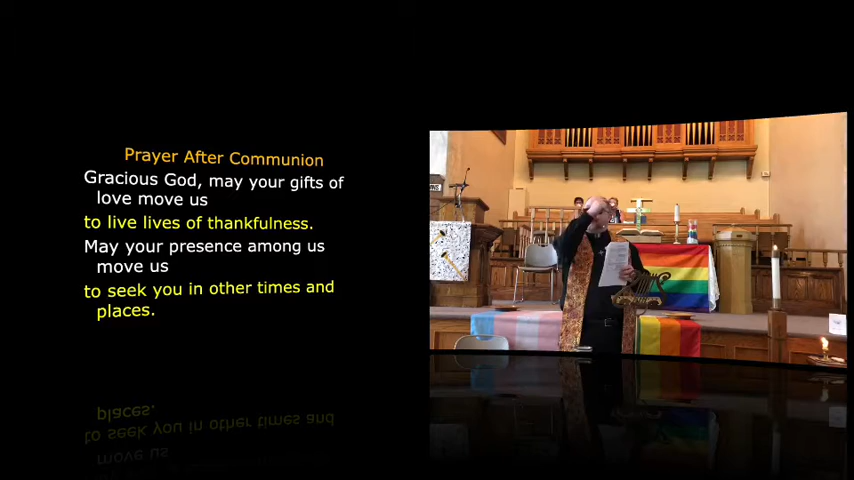 Prayer After Communion
Gracious God, may your gifts of
love move us
to live lives of thankfulness.
May your presence among us
move us
to seek you in other times and
places.